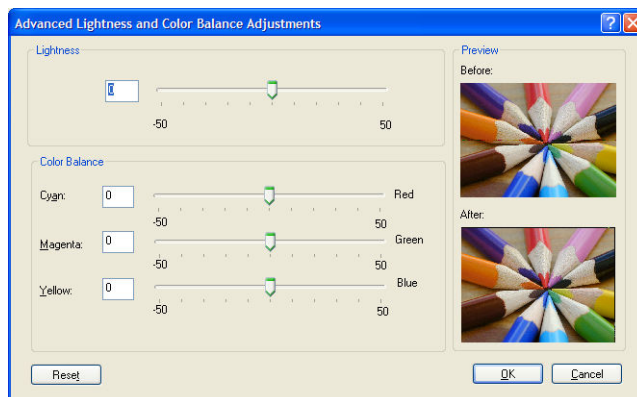 Advanced Lightness and Color Balance Adjustments
Lightness
0
-50 50
Color Balance
Cyan: 0 Red
-50 50
Magenta: 0 Green
-50 50
Yellow: 0 Blue
-50 50
Preview
Before:
After:
Reset OK Cancel